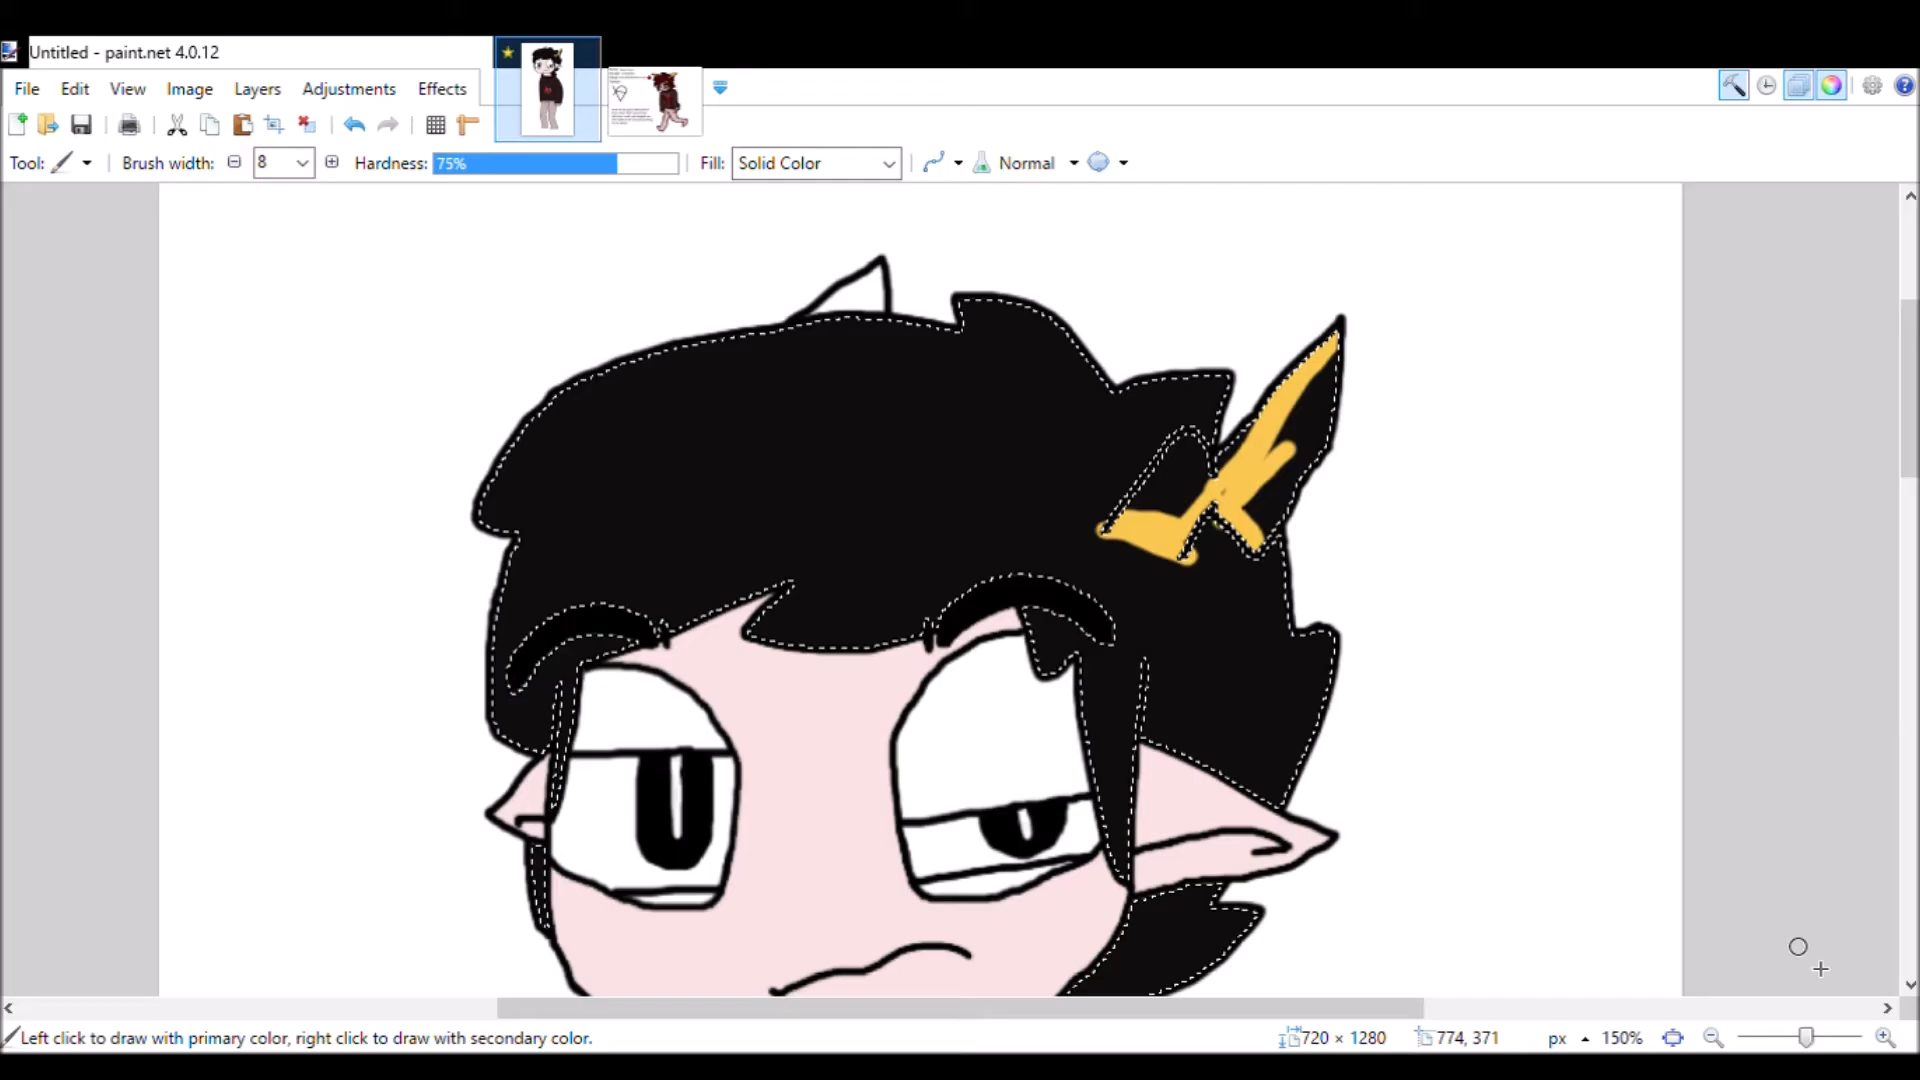 Untitled - paint.net 4.0.12
File Edit View Image Layers Adjustments Effects
Tool: Brush width: 8 Hardness: 75% Fill: Solid Color Normal
Left click to draw with primary color, right click to draw with secondary color. 720 × 1280 774, 371 px 150%